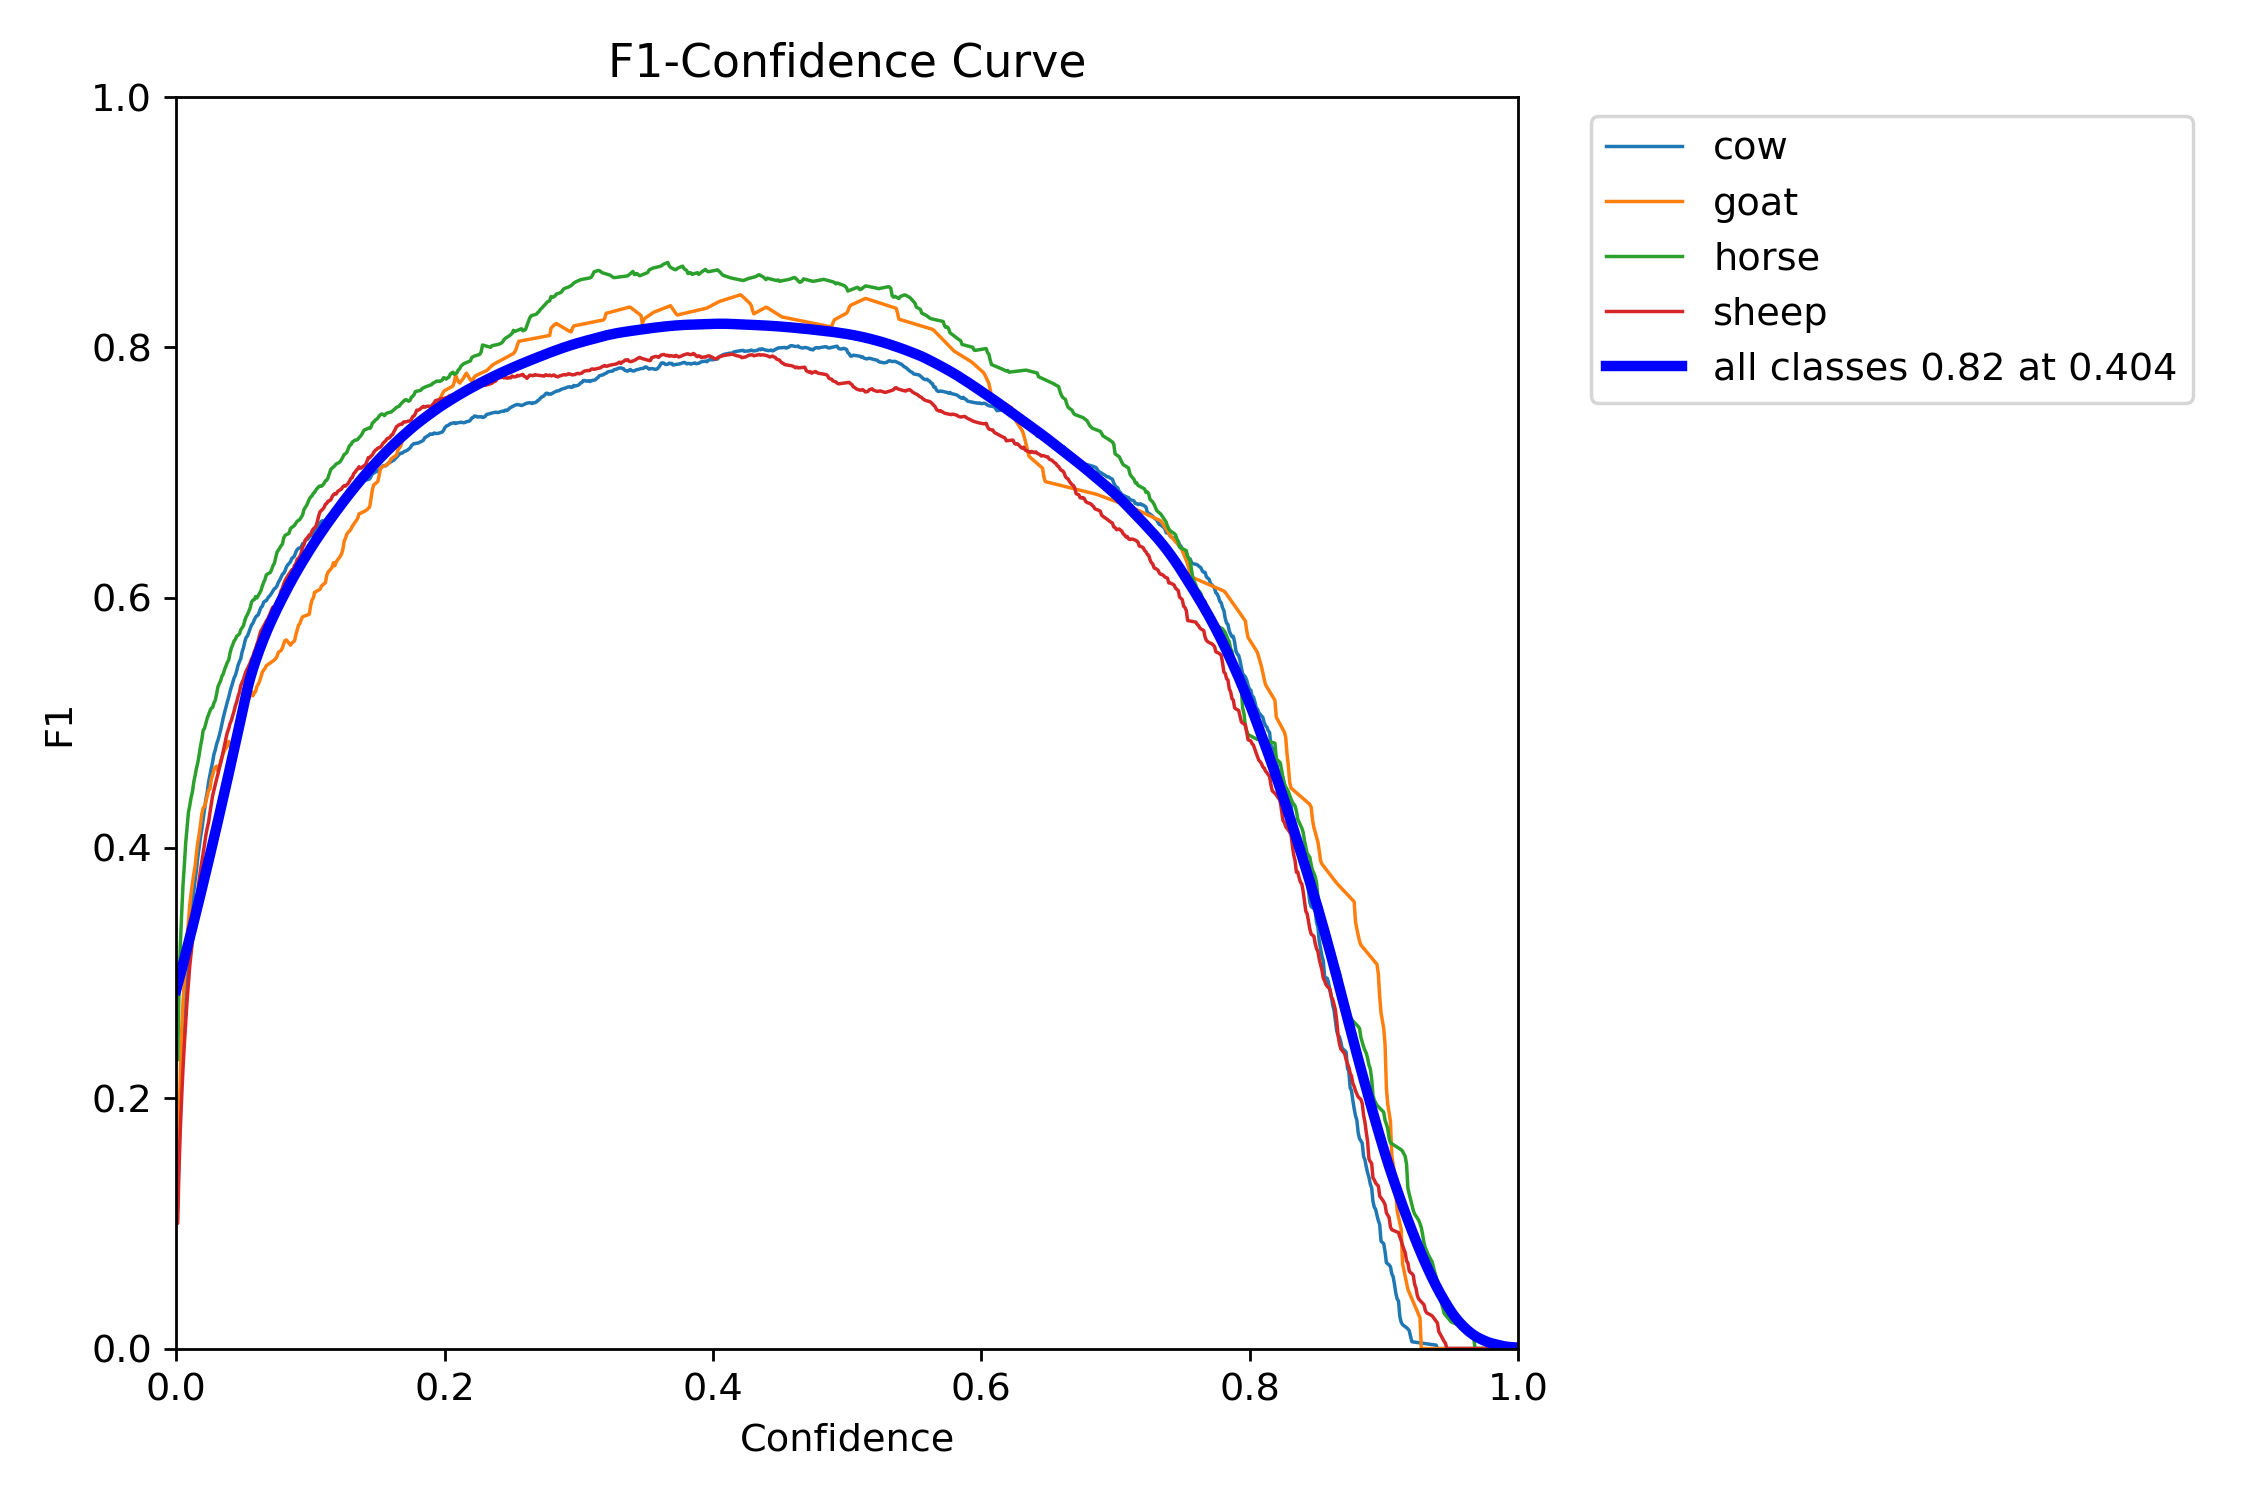 F1-Confidence Curve
1.0
0.8
0.6
0.4
0.2
0.0
F1
0.0 0.2 0.4 0.6 0.8 1.0
Confidence
cow
goat
horse
sheep
all classes 0.82 at 0.404